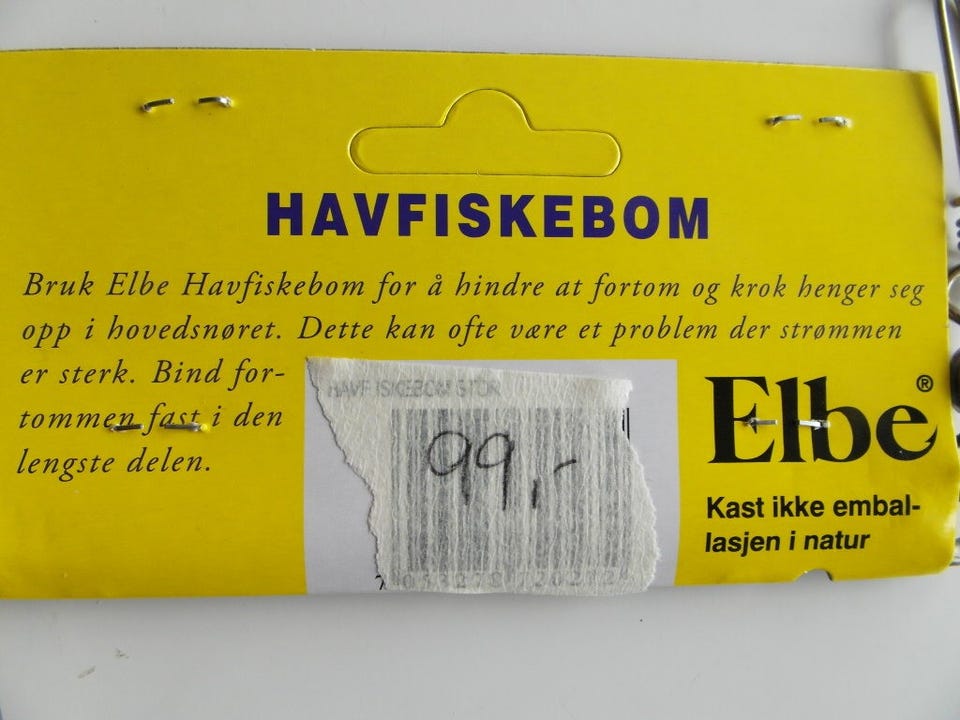 HAVFISKEBOM
Bruk Elbe Havfiskebom for å hindre at fortom og krok henger seg
opp i hovedsnøret. Dette kan ofte være et problem der strømmen
er sterk. Bind for-
tommen fast i den
lengste delen.
HAVFISKEBOM STOR
99,-
Elbe®
Kast ikke embal-
lasjen i natur